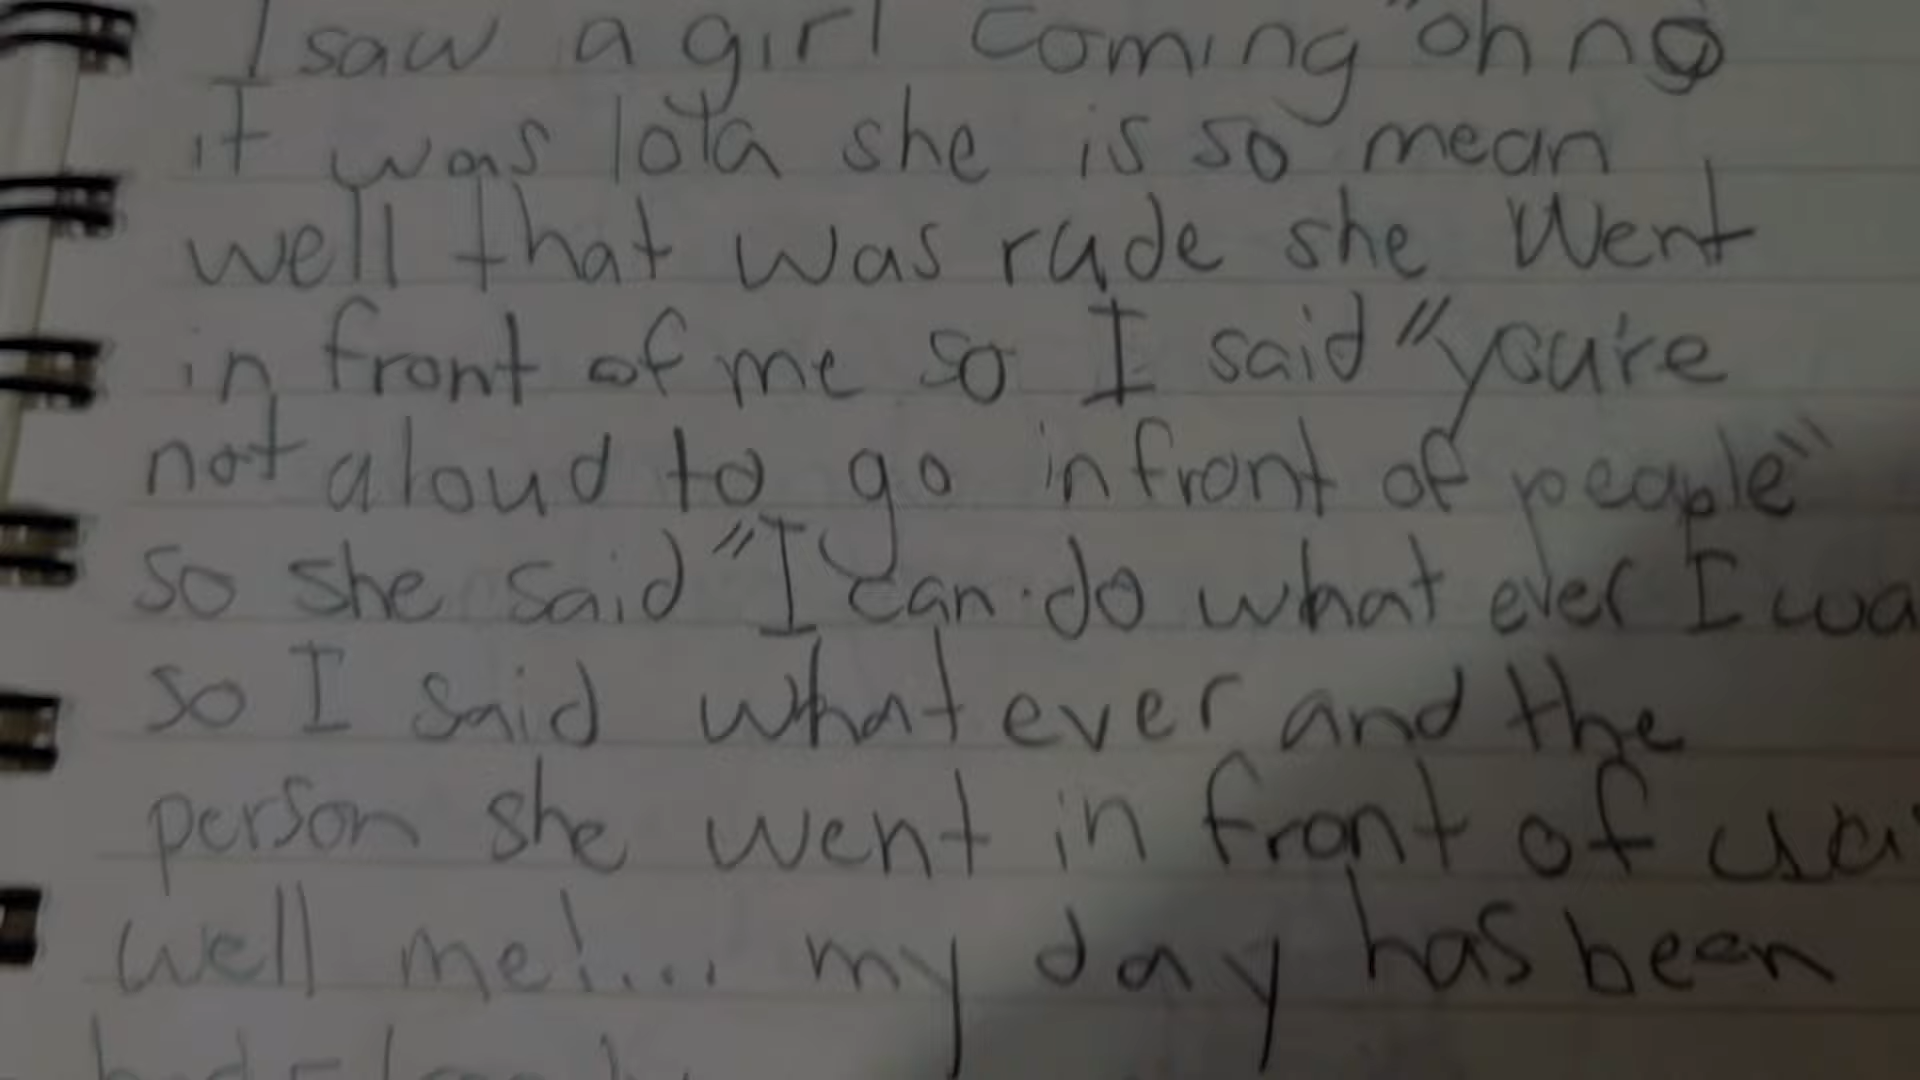 I saw a girl coming "oh no
it was lota she is so mean
well that was rude she went
in front of me so I said "you're
not aloud to go infront of people"
so she said "I can do what ever I wa
so I said what ever and the
person she went in front of wa
well me!... my day has been